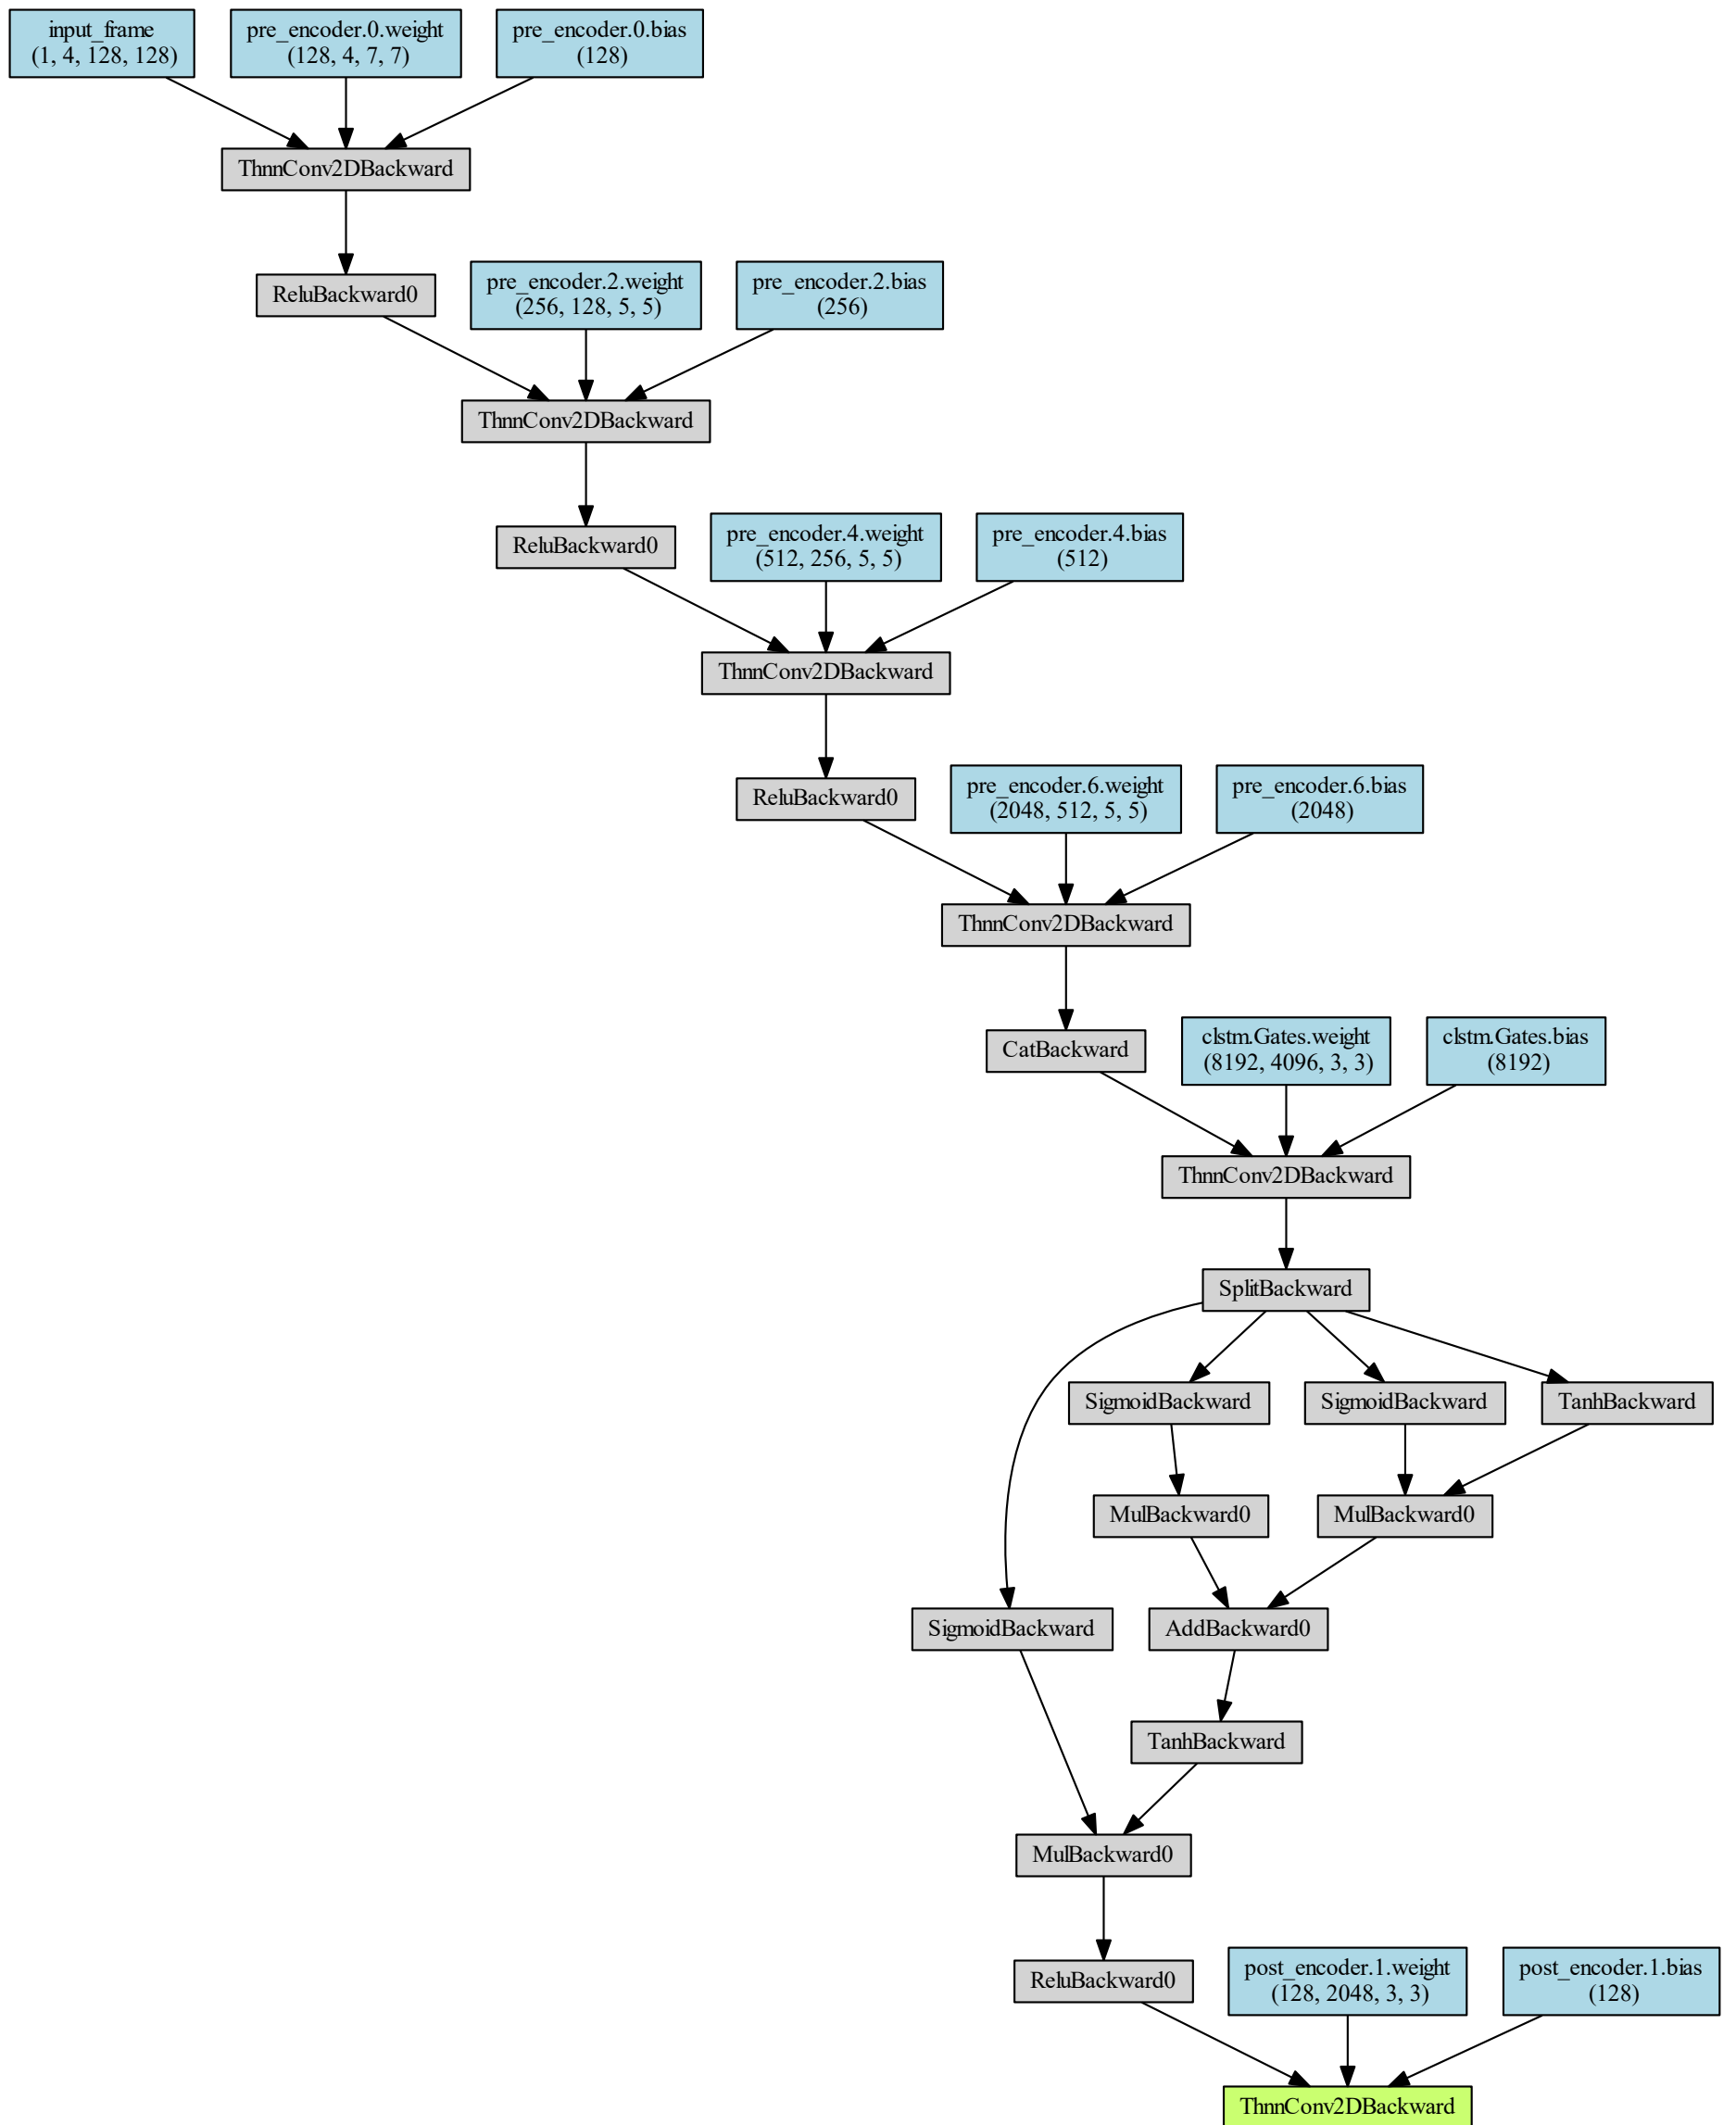 input_frame
(1, 4, 128, 128)
pre_encoder.0.weight
(128, 4, 7, 7)
pre_encoder.0.bias
(128)
ThnnConv2DBackward
ReluBackward0
pre_encoder.2.weight
(256, 128, 5, 5)
pre_encoder.2.bias
(256)
ThnnConv2DBackward
ReluBackward0
pre_encoder.4.weight
(512, 256, 5, 5)
pre_encoder.4.bias
(512)
ThnnConv2DBackward
ReluBackward0
pre_encoder.6.weight
(2048, 512, 5, 5)
pre_encoder.6.bias
(2048)
ThnnConv2DBackward
CatBackward
clstm.Gates.weight
(8192, 4096, 3, 3)
clstm.Gates.bias
(8192)
ThnnConv2DBackward
SplitBackward
SigmoidBackward
SigmoidBackward
TanhBackward
MulBackward0
MulBackward0
SigmoidBackward
AddBackward0
TanhBackward
MulBackward0
ReluBackward0
post_encoder.1.weight
(128, 2048, 3, 3)
post_encoder.1.bias
(128)
ThnnConv2DBackward